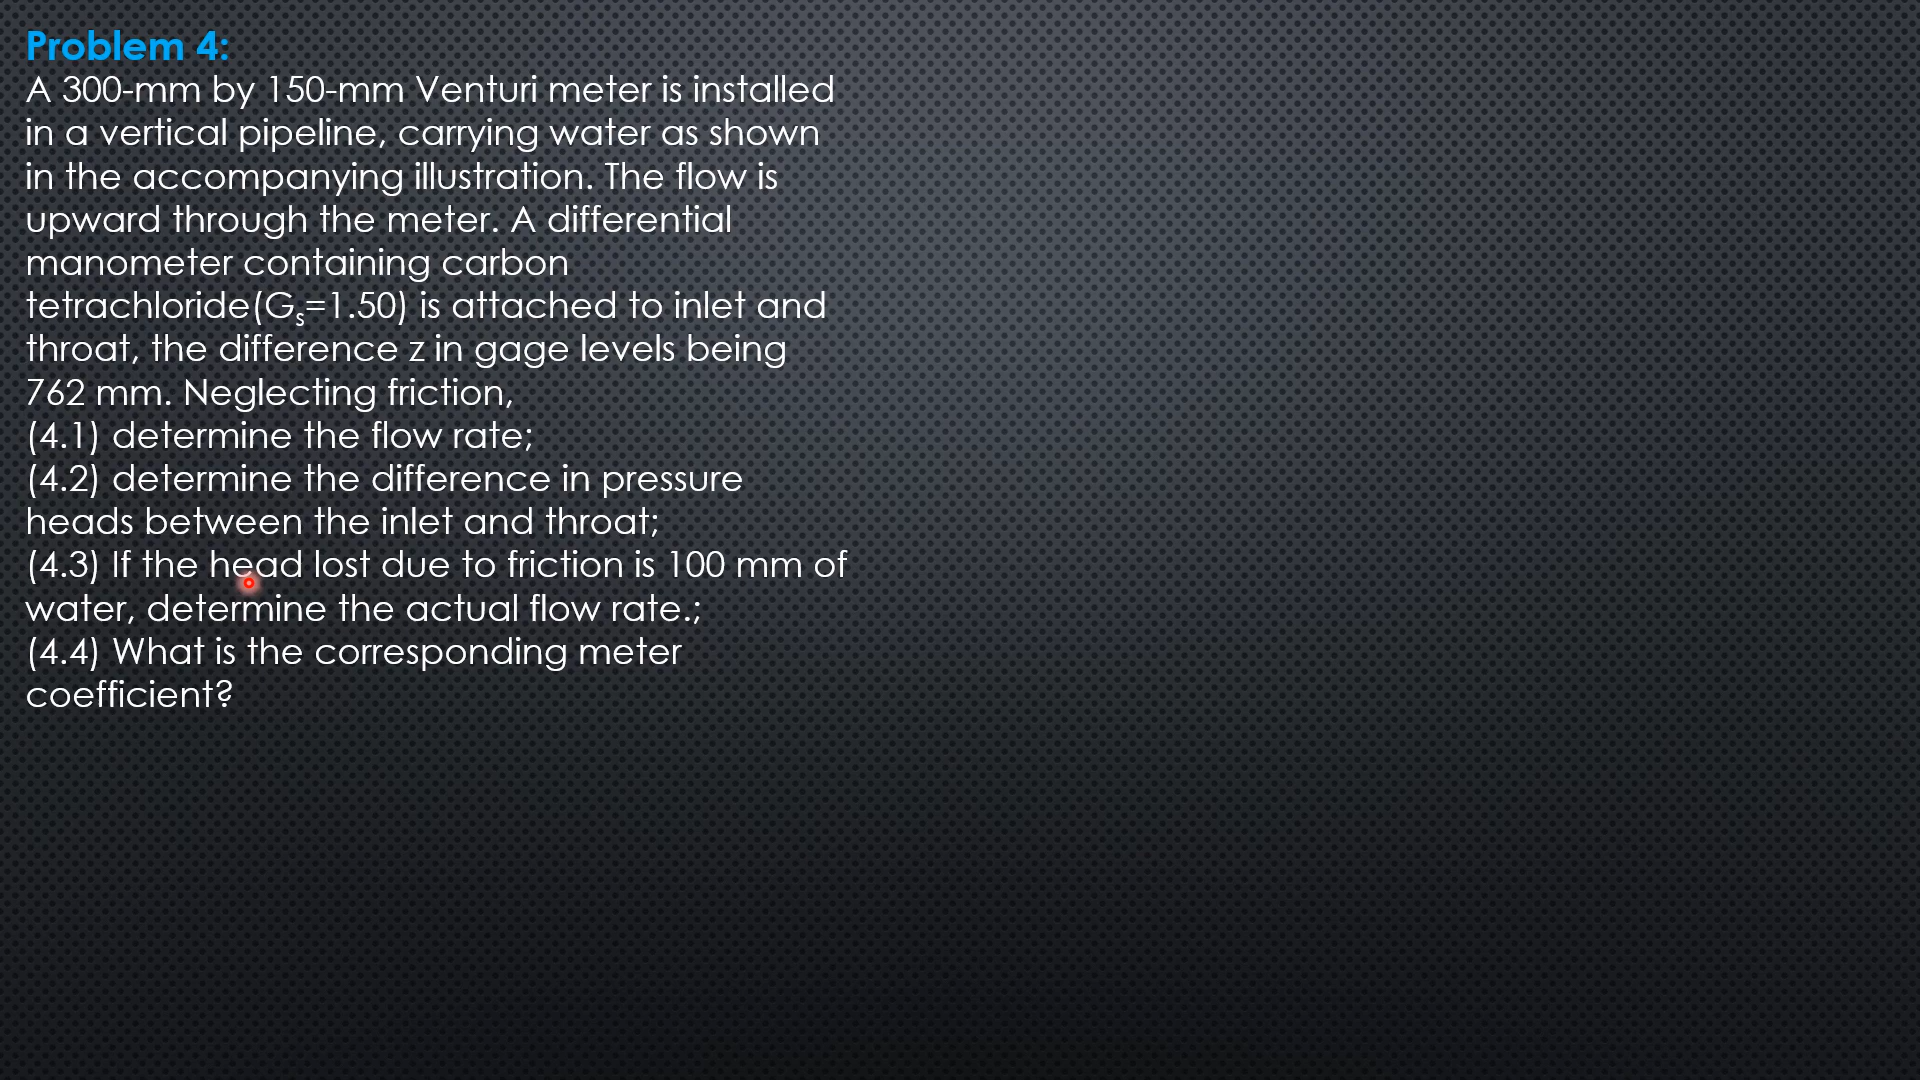 Problem 4:
A 300-mm by 150-mm Venturi meter is installed
in a vertical pipeline, carrying water as shown
in the accompanying illustration. The flow is
upward through the meter. A differential
manometer containing carbon
tetrachloride(Gs=1.50) is attached to inlet and
throat, the difference z in gage levels being
762 mm. Neglecting friction,
(4.1) determine the flow rate;
(4.2) determine the difference in pressure
heads between the inlet and throat;
(4.3) If the head lost due to friction is 100 mm of
water, determine the actual flow rate.;
(4.4) What is the corresponding meter
coefficient?